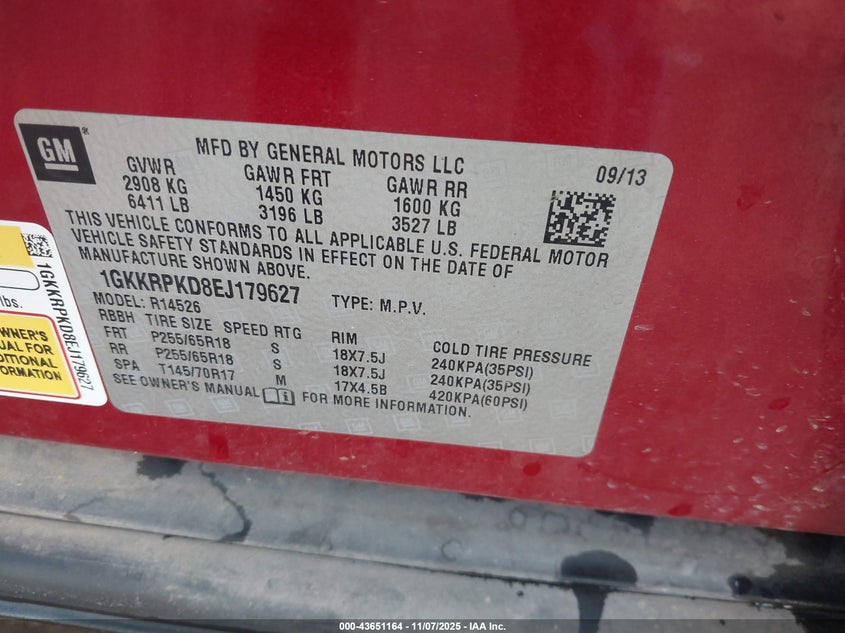 GM
MFD BY GENERAL MOTORS LLC
09/13
GVWR GAWR FRT GAWR RR
2908 KG 1450 KG 1600 KG
6411 LB 3196 LB 3527 LB
THIS VEHICLE CONFORMS TO ALL APPLICABLE U.S. FEDERAL MOTOR
VEHICLE SAFETY STANDARDS IN EFFECT ON THE DATE OF
MANUFACTURE SHOWN ABOVE.
1GKKRPKD8EJ179627 TYPE: M.P.V.
MODEL: R14526
RBBH TIRE SIZE SPEED RTG RIM COLD TIRE PRESSURE
FRT P255/65R18 S 18X7.5J 240KPA(35PSI)
RR P255/65R18 S 18X7.5J 240KPA(35PSI)
SPA T145/70R17 M 17X4.5B 420KPA(60PSI)
SEE OWNER'S MANUAL FOR MORE INFORMATION.
1GKKRPKD8EJ179627
lbs.
FOR
000-43651164 - 11/07/2025 - IAA Inc.